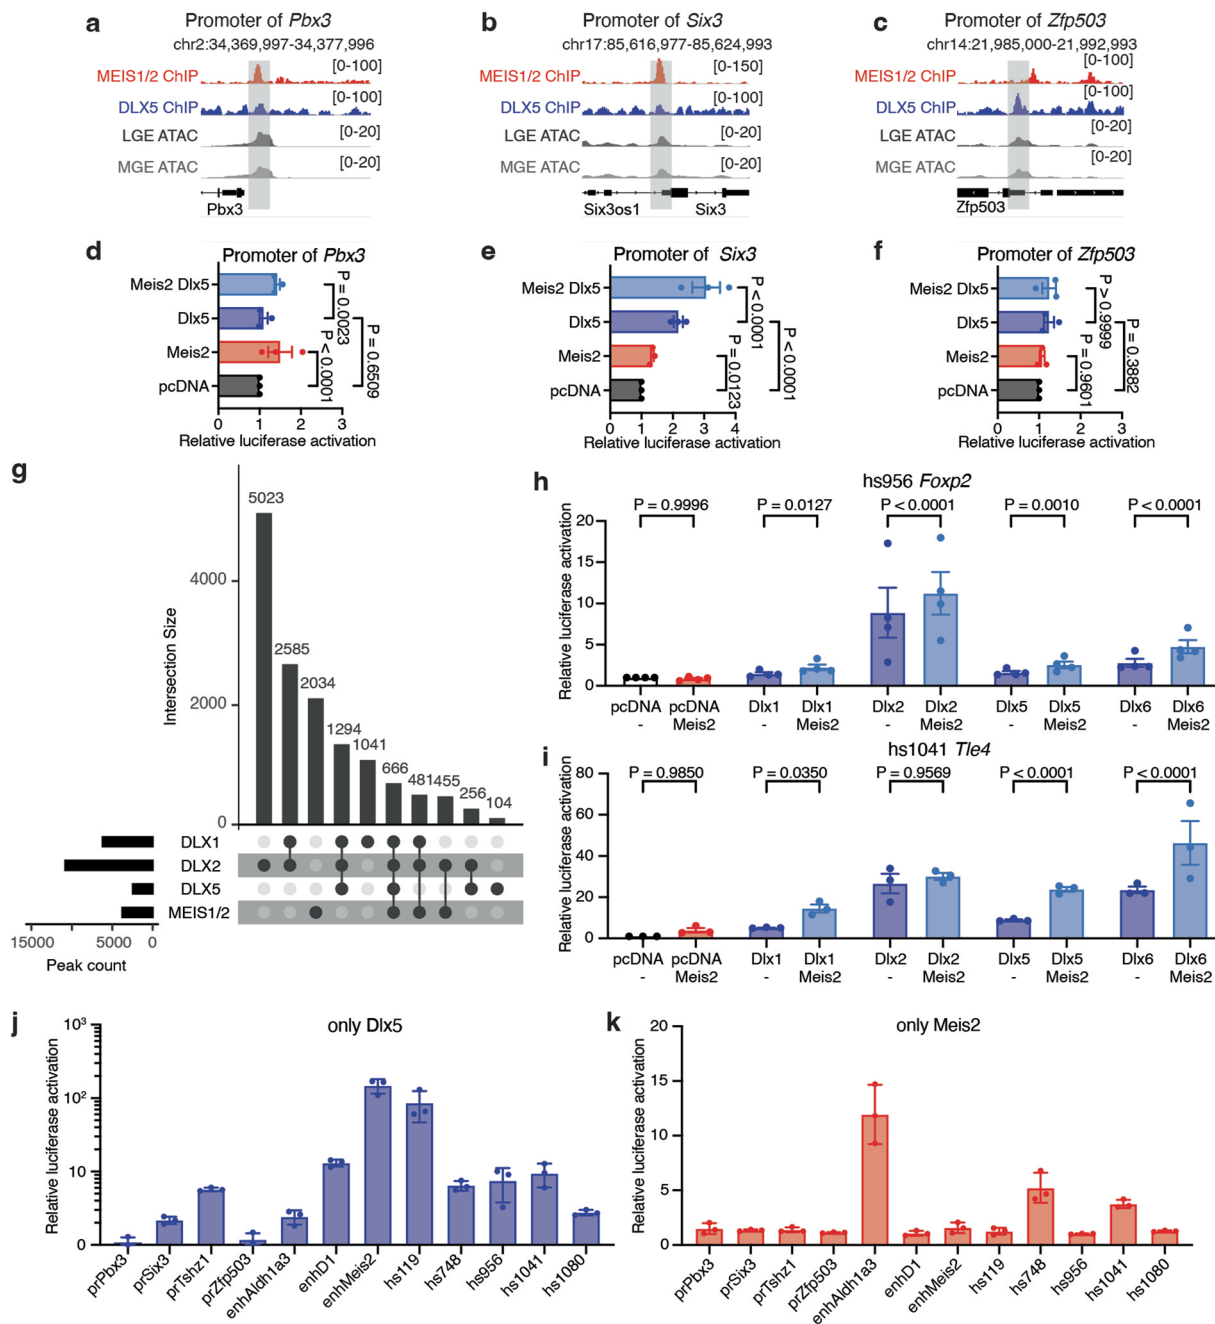 a
Promoter of Pbx3
chr2:34,369,997-34,377,996
MEIS1/2 ChIP
[0-100]
DLX5 ChIP
[0-100]
LGE ATAC
[0-20]
MGE ATAC
[0-20]
Pbx3
b
Promoter of Six3
chr17:85,616,977-85,624,993
MEIS1/2 ChIP
[0-150]
DLX5 ChIP
[0-100]
LGE ATAC
[0-20]
MGE ATAC
[0-20]
Six3os1
Six3
c
Promoter of Zfp503
chr14:21,985,000-21,992,993
MEIS1/2 ChIP
[0-100]
DLX5 ChIP
[0-100]
LGE ATAC
[0-20]
MGE ATAC
[0-20]
Zfp503
d
Promoter of Pbx3
Meis2 Dlx5
Dlx5
Meis2
pcDNA
P = 0.0023
P < 0.0001
P = 0.6509
0 1 2 3
Relative luciferase activation
e
Promoter of Six3
Meis2 Dlx5
Dlx5
Meis2
pcDNA
P < 0.0001
P = 0.0123
P < 0.0001
0 1 2 3 4
Relative luciferase activation
f
Promoter of Zfp503
Meis2 Dlx5
Dlx5
Meis2
pcDNA
P > 0.9999
P = 0.9601
P = 0.3882
0 1 2 3
Relative luciferase activation
g
Intersection Size
4000
2000
0
5023
2585
2034
1294
1041
666
481
455
256
104
DLX1
DLX2
DLX5
MEIS1/2
15000 5000 0
Peak count
h
hs956 Foxp2
P = 0.9996 P = 0.0127 P < 0.0001 P = 0.0010 P < 0.0001
Relative luciferase activation
20
15
10
5
0
pcDNA pcDNA Dlx1 Dlx1 Dlx2 Dlx2 Dlx5 Dlx5 Dlx6 Dlx6
- Meis2 - Meis2 - Meis2 - Meis2 - Meis2
i
hs1041 Tle4
P = 0.9850 P = 0.0350 P = 0.9569 P < 0.0001 P < 0.0001
Relative luciferase activation
80
60
40
20
0
pcDNA pcDNA Dlx1 Dlx1 Dlx2 Dlx2 Dlx5 Dlx5 Dlx6 Dlx6
- Meis2 - Meis2 - Meis2 - Meis2 - Meis2
j
only Dlx5
Relative luciferase activation
10³
10²
10
0
prPbx3 prSix3 prTshz1 prZfp503 enhAldh1a3 enhD1 enhMeis2 hs119 hs748 hs956 hs1041 hs1080
k
only Meis2
Relative luciferase activation
20
15
10
5
0
prPbx3 prSix3 prTshz1 prZfp503 enhAldh1a3 enhD1 enhMeis2 hs119 hs748 hs956 hs1041 hs1080